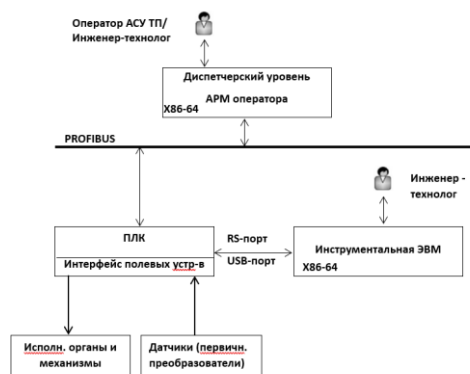 Оператор АСУ ТП/
Инженер-технолог
Диспетчерский уровень
АРМ оператора
X86-64
PROFIBUS
Инженер -
технолог
ПЛК
Интерфейс полевых устр-в
RS-порт
USB-порт
Инструментальная ЭВМ
X86-64
Исполн. органы и
механизмы
Датчики (первичн.
преобразователи)